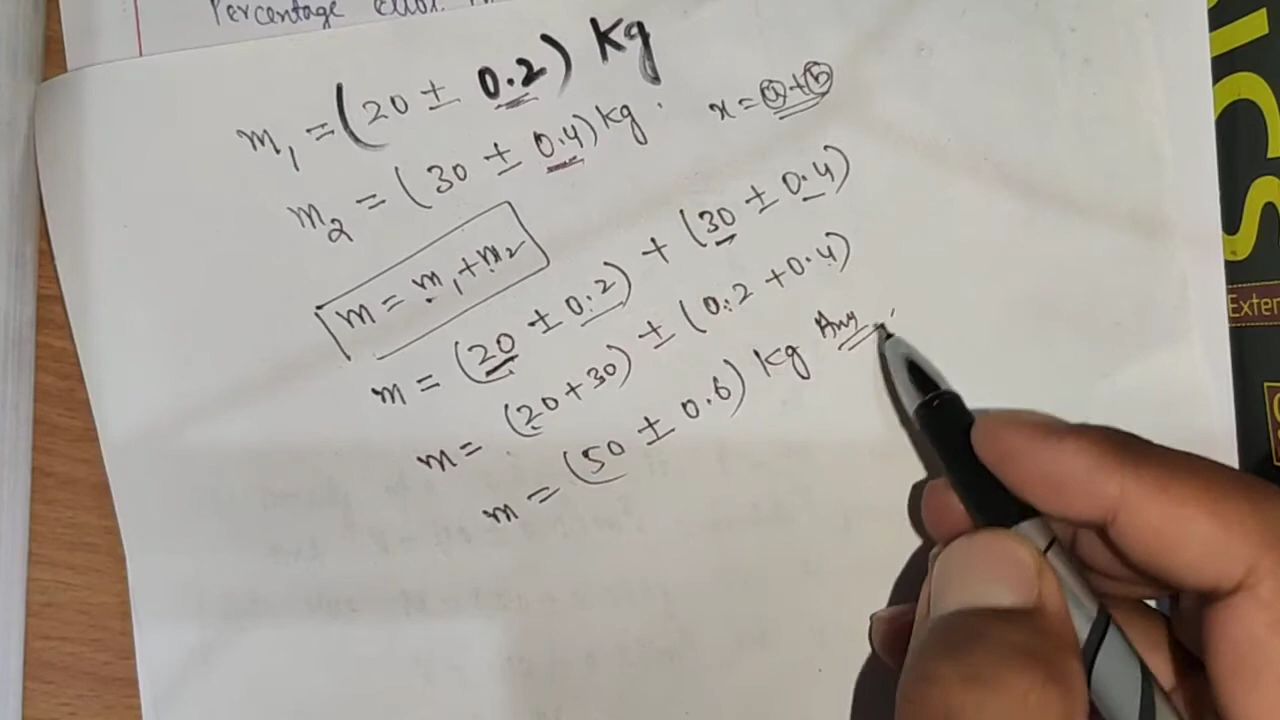 Percentage
m₁ = (20 ± 0.2) Kg
m₂ = (30 ± 0.4) kg.
x = a + b
m = m₁ + m₂
m = (20 ± 0.2) + (30 ± 0.4)
m = (20+30) ± (0.2 + 0.4)
m = (50 ± 0.6) kg Ans
Exter